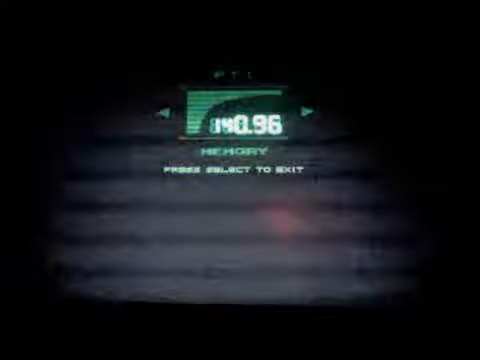 P T T
140.96
MEMORY
PRESS SELECT TO EXIT